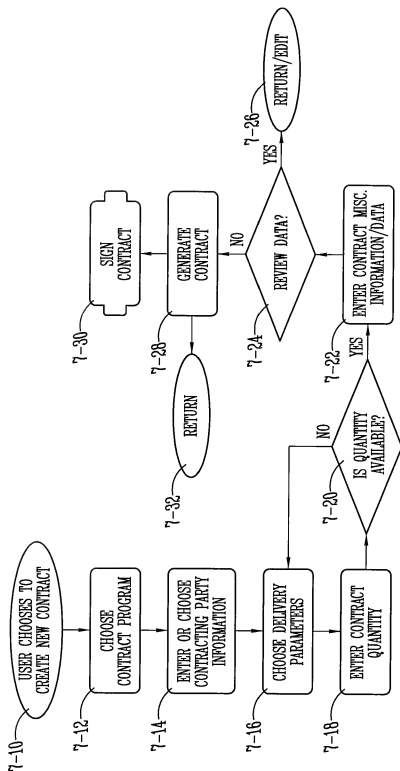 7-10
USER CHOOSES TO
CREATE NEW CONTRACT
7-12
CHOOSE
CONTRACT PROGRAM
7-14
ENTER OR CHOOSE
CONTRACTING PARTY
INFORMATION
7-16
CHOOSE DELIVERY
PARAMETERS
7-18
ENTER CONTRACT
QUANTITY
7-20
IS QUANTITY
AVAILABLE?
NO
YES
7-22
ENTER CONTRACT MISC.
INFORMATION/DATA
7-24
REVIEW DATA?
YES
7-26
RETURN/EDIT
NO
7-28
GENERATE
CONTRACT
7-30
SIGN
CONTRACT
7-32
RETURN